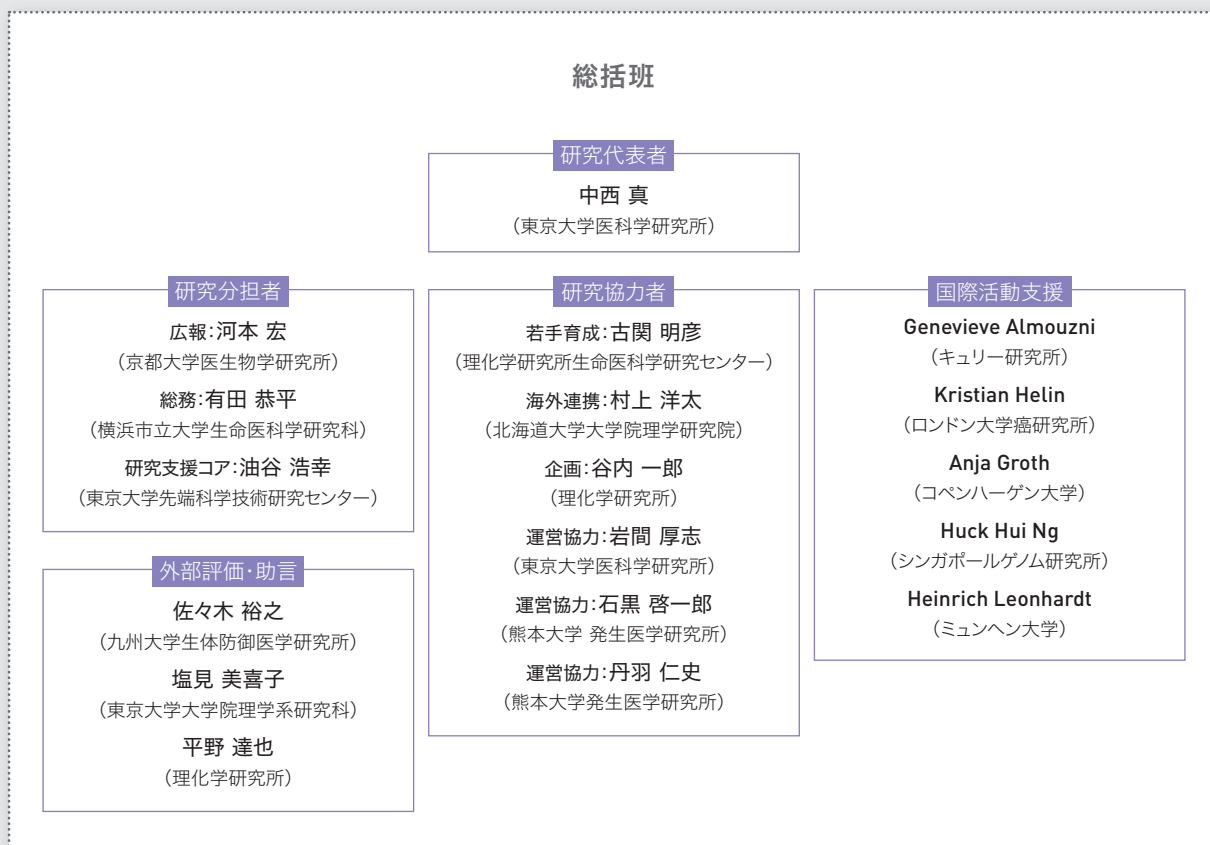 総括班
研究代表者
中西 真
（東京大学医科学研究所）
研究分担者
広報：河本 宏
（京都大学医生物学研究所）
総務：有田 恭平
（横浜市立大学生命医科学研究科）
研究支援コア：油谷 浩幸
（東京大学先端科学技術研究センター）
外部評価・助言
佐々木 裕之
（九州大学生体防御医学研究所）
塩見 美喜子
（東京大学大学院理学系研究科）
平野 達也
（理化学研究所）
研究協力者
若手育成：古関 明彦
（理化学研究所生命医科学研究センター）
海外連携：村上 洋太
（北海道大学大学院理学研究院）
企画：谷内 一郎
（理化学研究所）
運営協力：岩間 厚志
（東京大学医科学研究所）
運営協力：石黒 啓一郎
（熊本大学 発生医学研究所）
運営協力：丹羽 仁史
（熊本大学発生医学研究所）
国際活動支援
Genevieve Almouzni
（キュリー研究所）
Kristian Helin
（ロンドン大学癌研究所）
Anja Groth
（コペンハーゲン大学）
Huck Hui Ng
（シンガポールゲノム研究所）
Heinrich Leonhardt
（ミュンヘン大学）